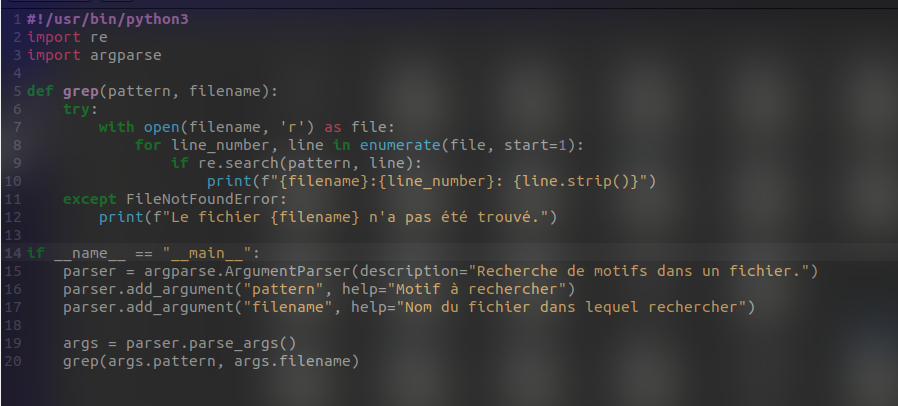 1 #!/usr/bin/python3
2 import re
3 import argparse
4
5 def grep(pattern, filename):
6     try:
7         with open(filename, 'r') as file:
8             for line_number, line in enumerate(file, start=1):
9                 if re.search(pattern, line):
10                     print(f"{filename}:{line_number}: {line.strip()}")
11     except FileNotFoundError:
12         print(f"Le fichier {filename} n'a pas été trouvé.")
13
14 if __name__ == "__main__":
15     parser = argparse.ArgumentParser(description="Recherche de motifs dans un fichier.")
16     parser.add_argument("pattern", help="Motif à rechercher")
17     parser.add_argument("filename", help="Nom du fichier dans lequel rechercher")
18
19     args = parser.parse_args()
20     grep(args.pattern, args.filename)